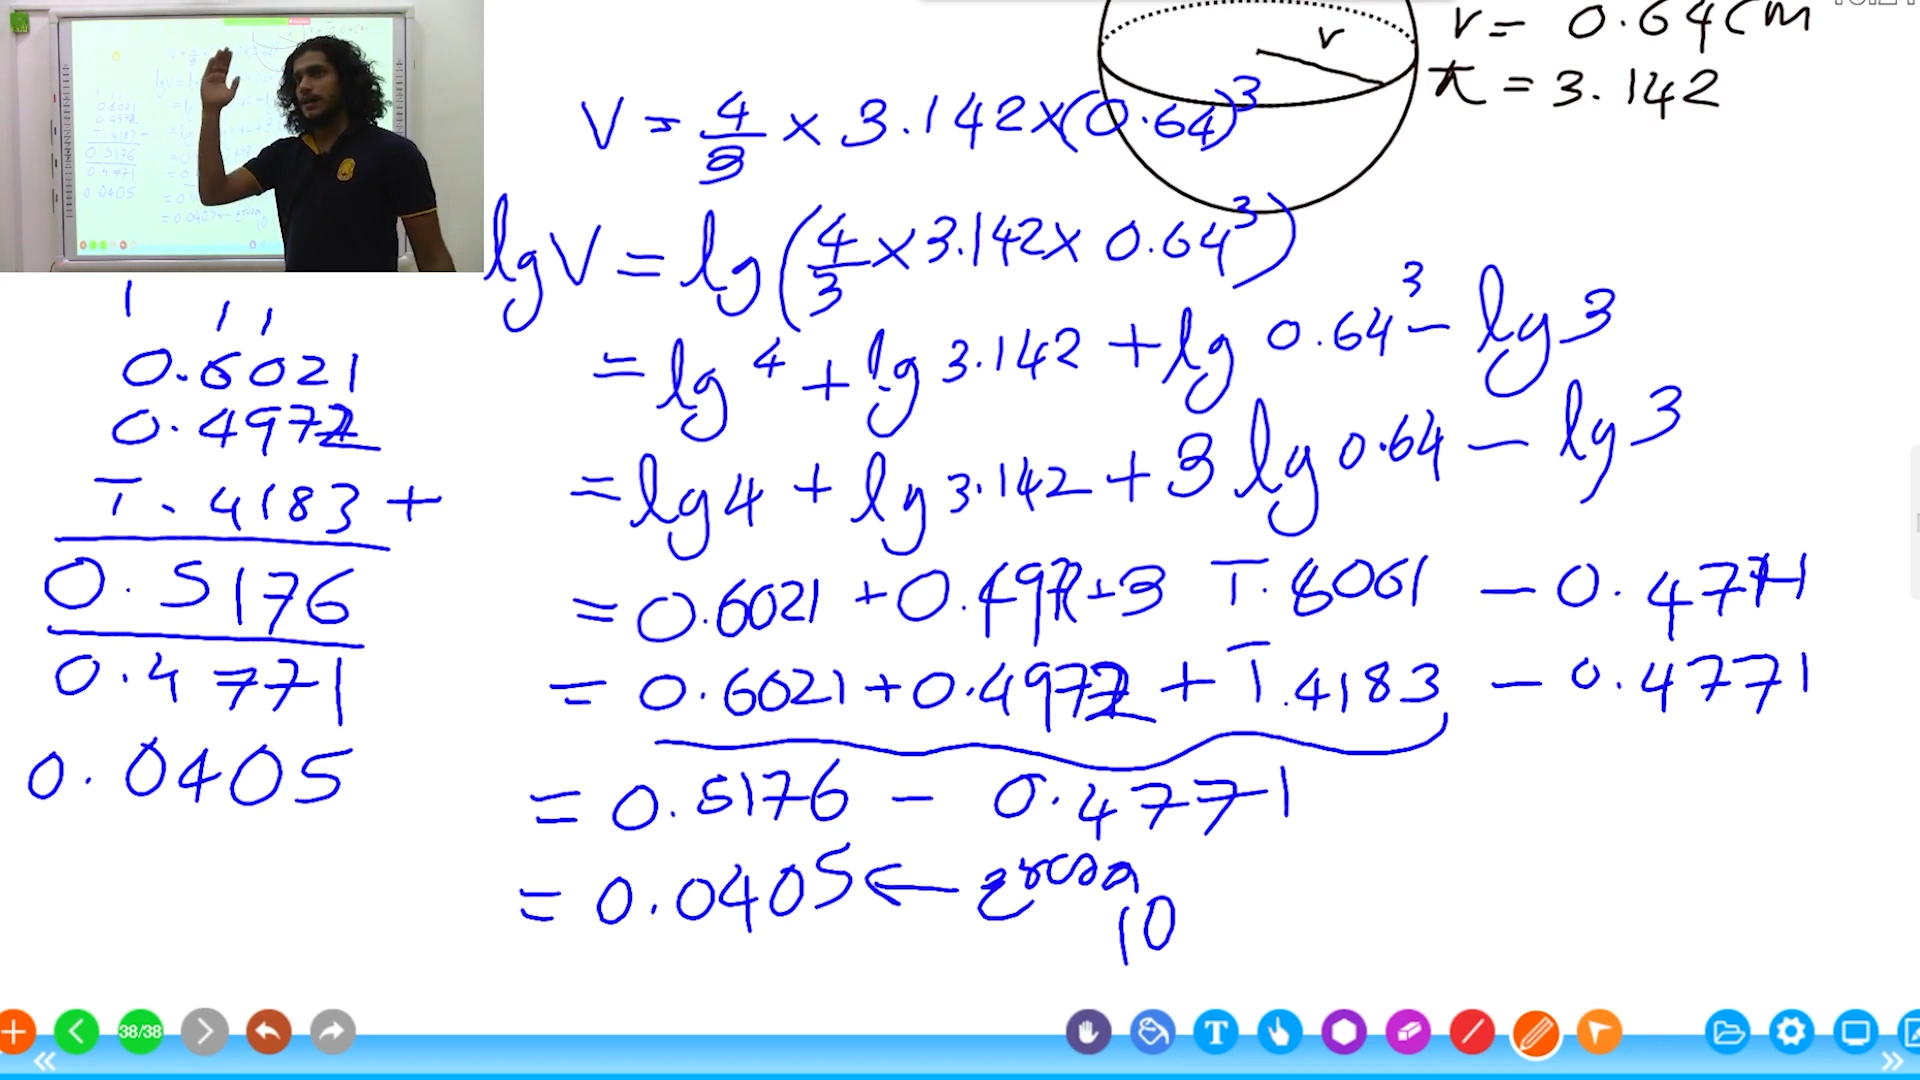 r = 0.64cm
π = 3.142
r
V = 4/3 × 3.142 × (0.64)³
lgV = lg(4/3 × 3.142 × 0.64³)
= lg 4 + lg 3.142 + lg 0.64³ - lg 3
= lg 4 + lg 3.142 + 3 lg 0.64 - lg 3
= 0.6021 + 0.497 + 3 1̅.8061 - 0.4771
= 0.6021 + 0.4972 + 1̅.4183 - 0.4771
= 0.5176 - 0.4771
= 0.0405 ←
10
1 1 1
0.6021
0.4972
1̅.4183 +
0.5176
0.4771
0.0405
38/38
T